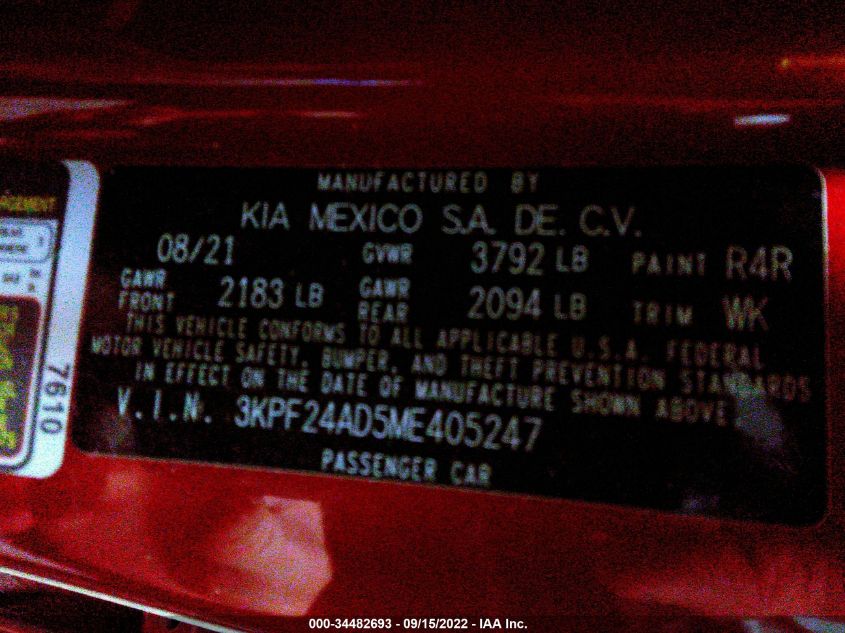 MANUFACTURED BY
KIA MEXICO S.A. DE. C.V.
08/21 GVWR 3792 LB PAINT R4R
GAWR FRONT 2183 LB GAWR REAR 2094 LB TRIM WK
THIS VEHICLE CONFORMS TO ALL APPLICABLE U.S.A. FEDERAL
MOTOR VEHICLE SAFETY, BUMPER, AND THEFT PREVENTION STANDARDS
IN EFFECT ON THE DATE OF MANUFACTURE SHOWN ABOVE
V.I.N. 3KPF24AD5ME405247
PASSENGER CAR
7610
000-34482693 - 09/15/2022 - IAA Inc.